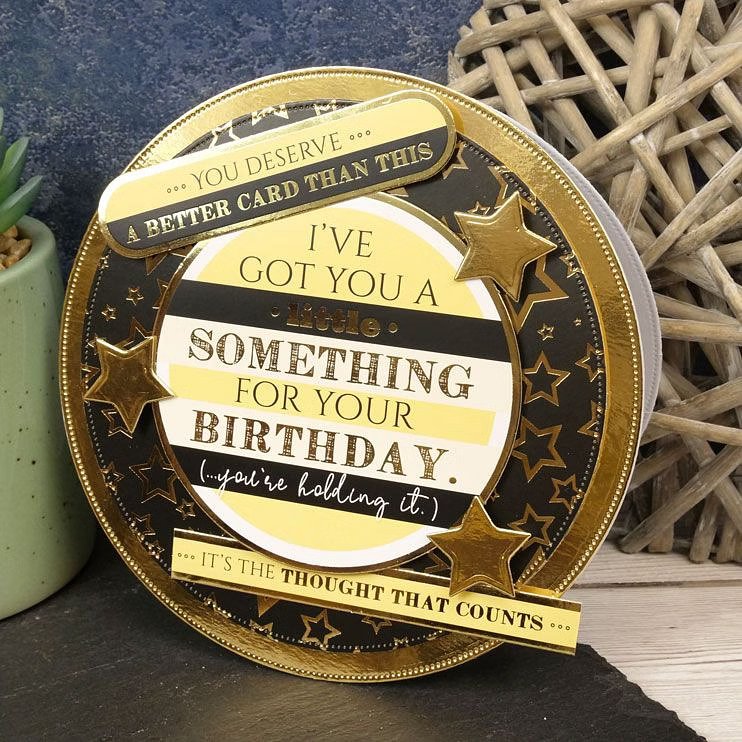 °°° YOU DESERVE °°°
A BETTER CARD THAN THIS
I'VE
GOT YOU A
• little •
SOMETHING
FOR YOUR
BIRTHDAY.
(...you're holding it.)
°°° IT'S THE THOUGHT THAT COUNTS °°°